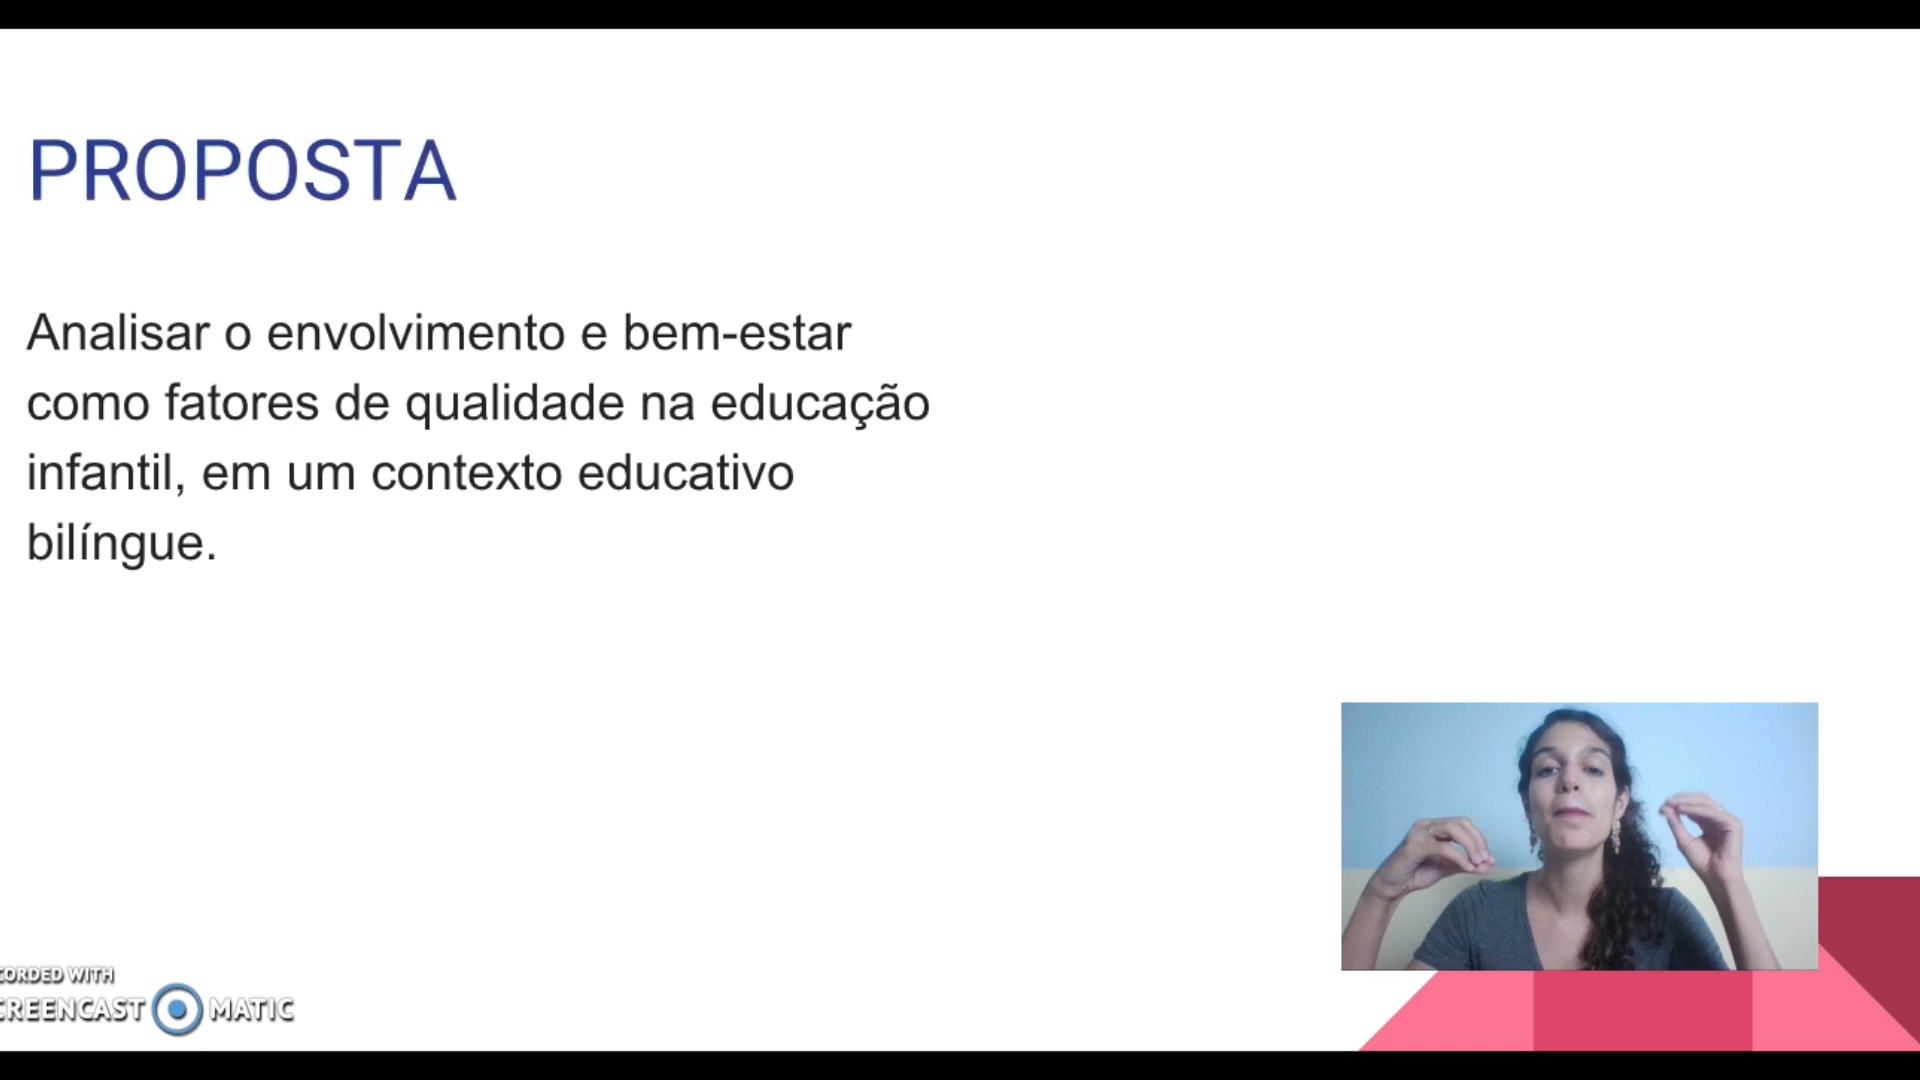 PROPOSTA
Analisar o envolvimento e bem-estar
como fatores de qualidade na educação
infantil, em um contexto educativo
bilíngue.
CORDED WITH
CREENCAST MATIC